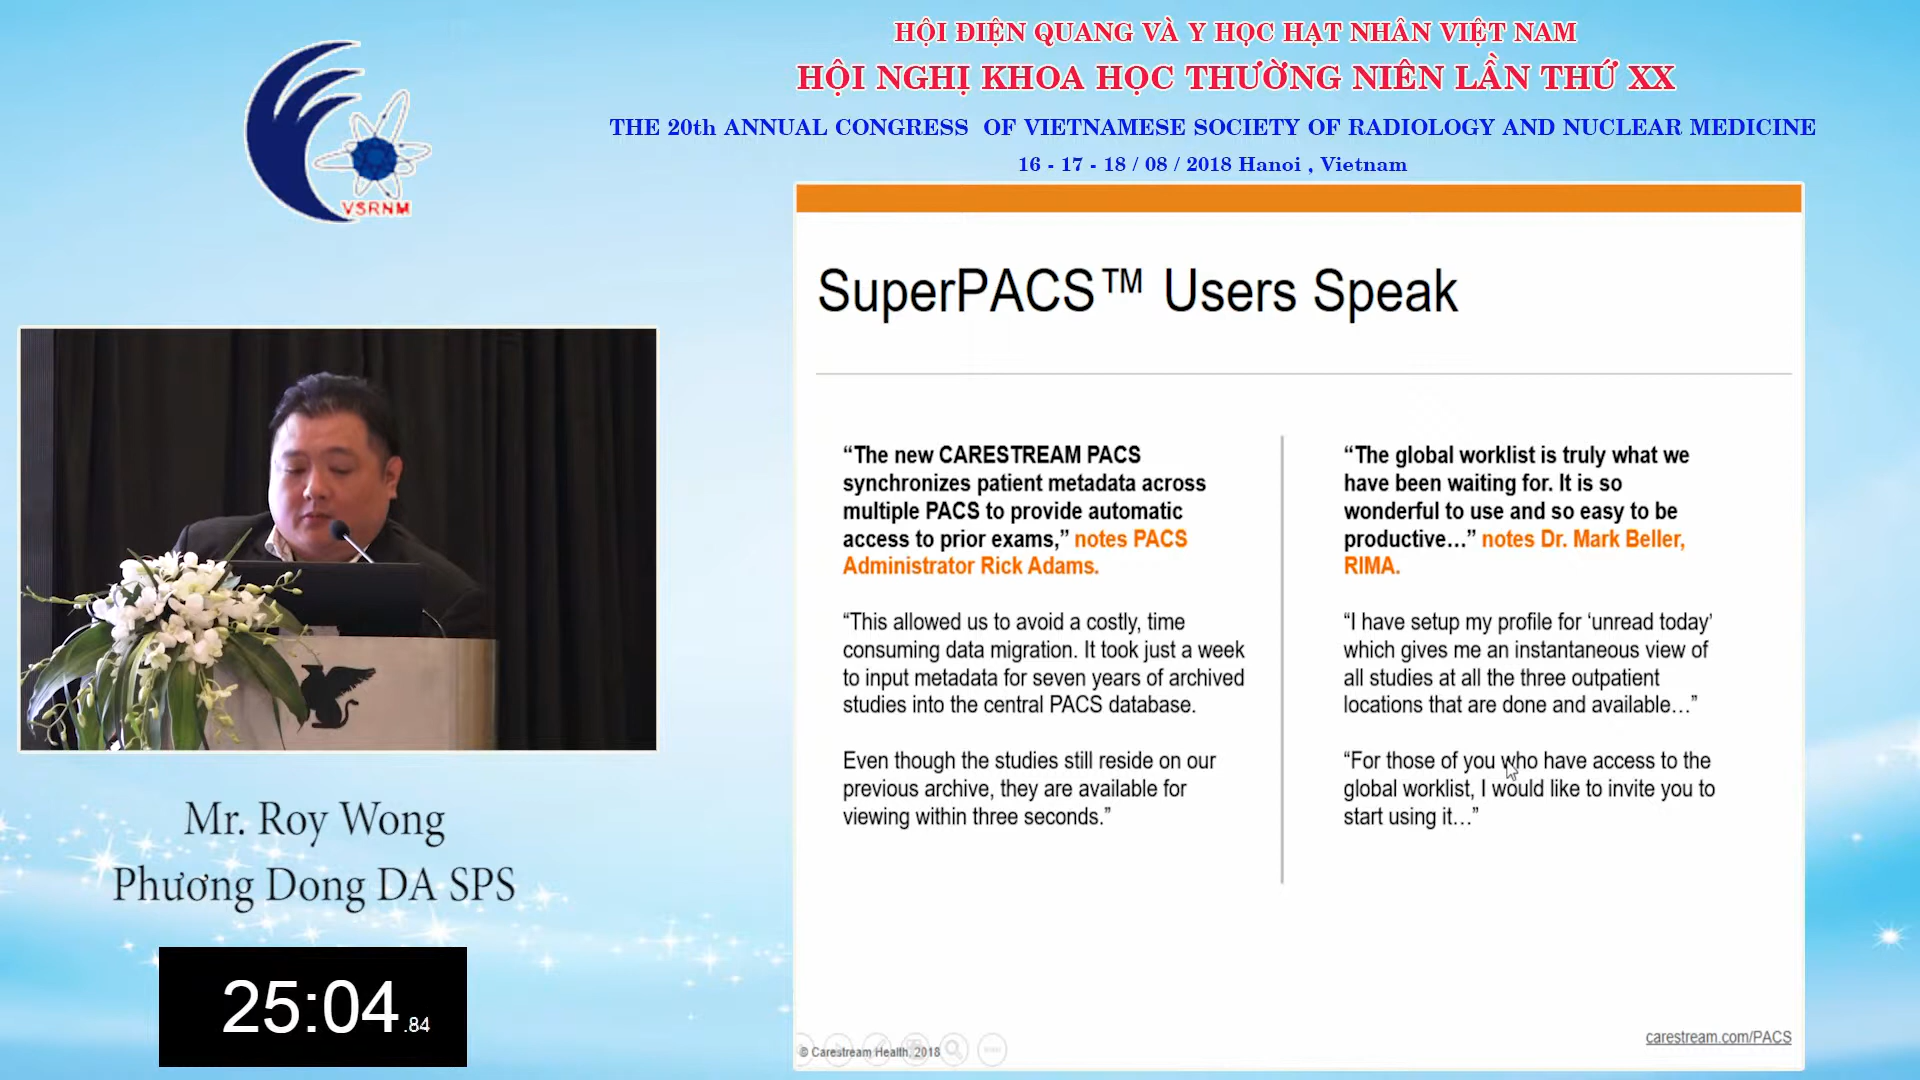 HỘI ĐIỆN QUANG VÀ Y HỌC HẠT NHÂN VIỆT NAM
HỘI NGHỊ KHOA HỌC THƯỜNG NIÊN LẦN THỨ XX
THE 20th ANNUAL CONGRESS OF VIETNAMESE SOCIETY OF RADIOLOGY AND NUCLEAR MEDICINE
16 - 17 - 18 / 08 / 2018 Hanoi , Vietnam
VSRNM
SuperPACS™ Users Speak
“The new CARESTREAM PACS
synchronizes patient metadata across
multiple PACS to provide automatic
access to prior exams,” notes PACS
Administrator Rick Adams.
“This allowed us to avoid a costly, time
consuming data migration. It took just a week
to input metadata for seven years of archived
studies into the central PACS database.
Even though the studies still reside on our
previous archive, they are available for
viewing within three seconds.”
“The global worklist is truly what we
have been waiting for. It is so
wonderful to use and so easy to be
productive…” notes Dr. Mark Beller,
RIMA.
“I have setup my profile for ‘unread today’
which gives me an instantaneous view of
all studies at all the three outpatient
locations that are done and available…”
“For those of you who have access to the
global worklist, I would like to invite you to
start using it…”
© Carestream Health, 2018
carestream.com/PACS
Mr. Roy Wong
Phương Dong DA SPS
25:04.84